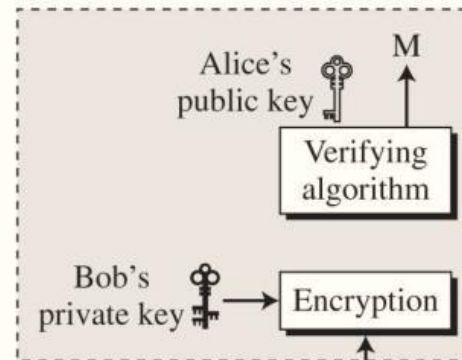 M
Alice's
public key
Verifying
algorithm
Bob's
private key
Encryption